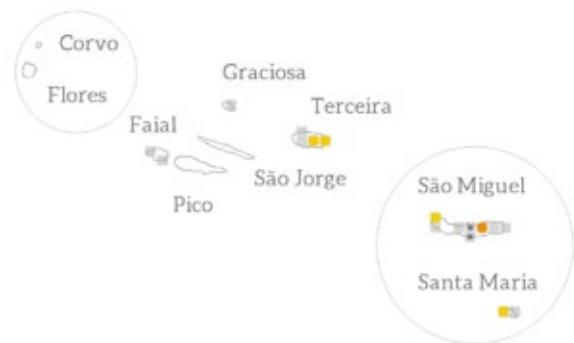 Corvo
Flores
Graciosa
Terceira
Faial
São Jorge
Pico
São Miguel
Santa Maria